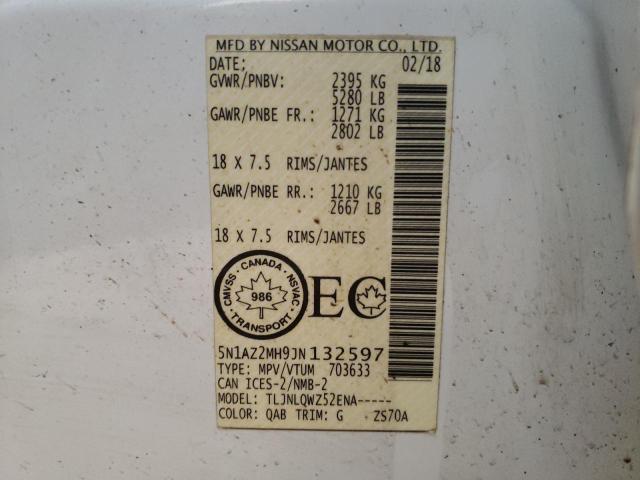 MFD BY NISSAN MOTOR CO., LTD.
DATE: 02/18
GVWR/PNBV: 2395 KG
5280 LB
GAWR/PNBE FR.: 1271 KG
2802 LB
18 X 7.5 RIMS/JANTES
GAWR/PNBE RR.: 1210 KG
2667 LB
18 X 7.5 RIMS/JANTES
CMVSS · CANADA · NSVAC
986
· TRANSPORT ·
EC
5N1AZ2MH9JN132597
TYPE: MPV/VTUM 703633
CAN ICES-2/NMB-2
MODEL: TLJNLQWZ52ENA-----
COLOR: QAB TRIM: G ZS70A